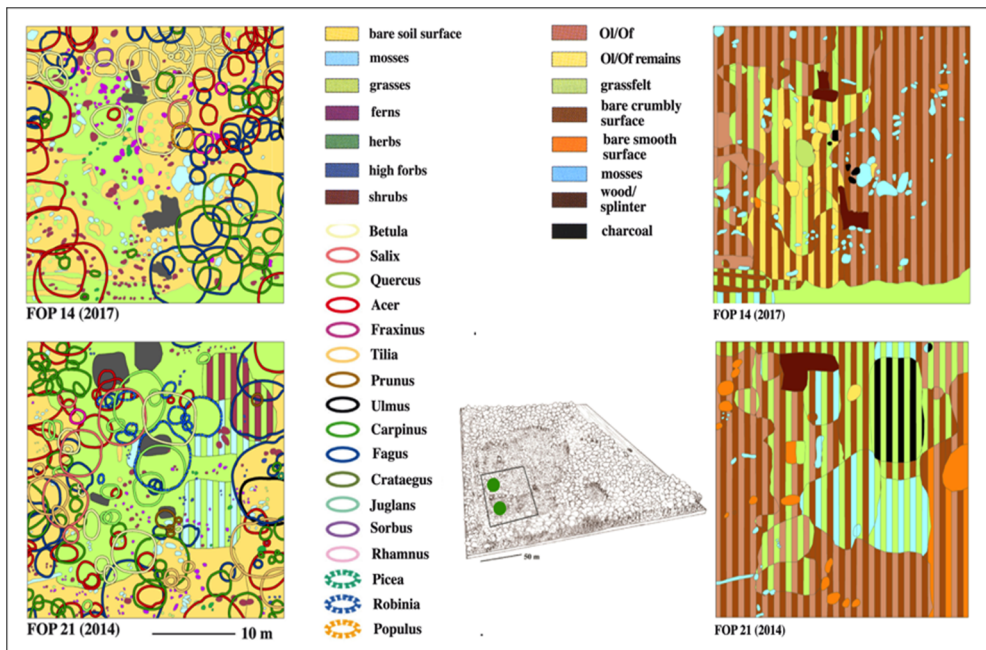 bare soil surface
mosses
grasses
ferns
herbs
high forbs
shrubs
Betula
Salix
Quercus
Acer
Fraxinus
Tilia
Prunus
Ulmus
Carpinus
Fagus
Crataegus
Juglans
Sorbus
Rhamnus
Picea
Robinia
Populus
Ol/Of
Ol/Of remains
grassfelt
bare crumbly
surface
bare smooth
surface
mosses
wood/
splinter
charcoal
FOP 14 (2017)
FOP 14 (2017)
50 m
FOP 21 (2014)
10 m
FOP 21 (2014)